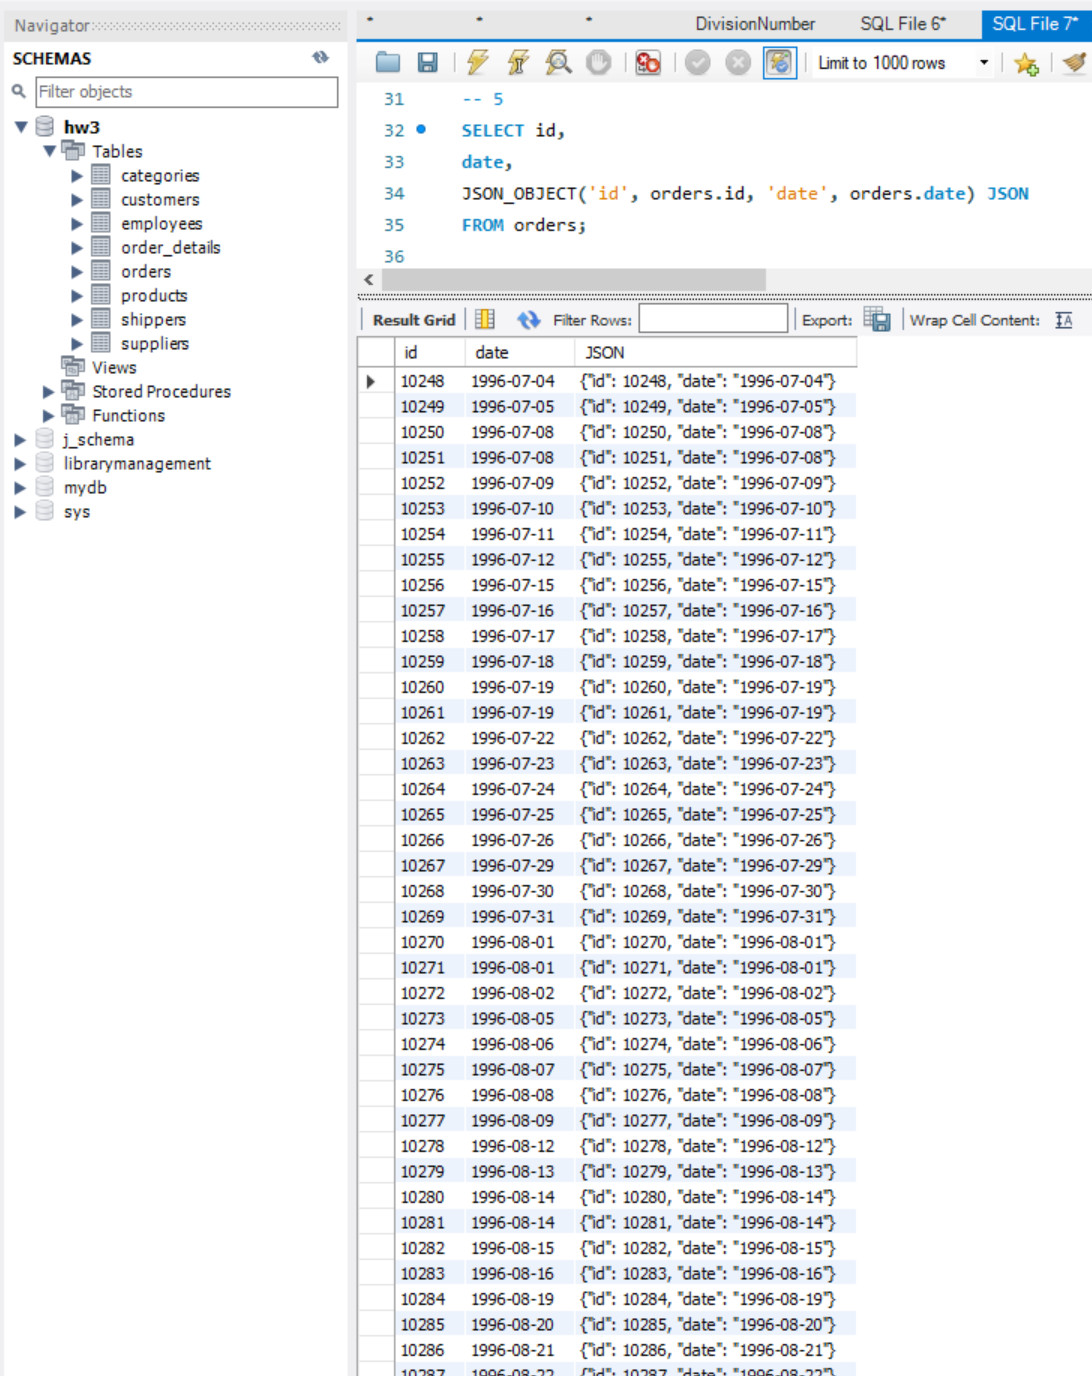 Navigator
SCHEMAS
Filter objects
hw3
Tables
categories
customers
employees
order_details
orders
products
shippers
suppliers
Views
Stored Procedures
Functions
j_schema
librarymanagement
mydb
sys
* * * DivisionNumber SQL File 6* SQL File 7*
Limit to 1000 rows
31 -- 5
32 SELECT id,
33 date,
34 JSON_OBJECT('id', orders.id, 'date', orders.date) JSON
35 FROM orders;
36
Result Grid Filter Rows: Export: Wrap Cell Content:
id date JSON
10248 1996-07-04 {"id": 10248, "date": "1996-07-04"}
10249 1996-07-05 {"id": 10249, "date": "1996-07-05"}
10250 1996-07-08 {"id": 10250, "date": "1996-07-08"}
10251 1996-07-08 {"id": 10251, "date": "1996-07-08"}
10252 1996-07-09 {"id": 10252, "date": "1996-07-09"}
10253 1996-07-10 {"id": 10253, "date": "1996-07-10"}
10254 1996-07-11 {"id": 10254, "date": "1996-07-11"}
10255 1996-07-12 {"id": 10255, "date": "1996-07-12"}
10256 1996-07-15 {"id": 10256, "date": "1996-07-15"}
10257 1996-07-16 {"id": 10257, "date": "1996-07-16"}
10258 1996-07-17 {"id": 10258, "date": "1996-07-17"}
10259 1996-07-18 {"id": 10259, "date": "1996-07-18"}
10260 1996-07-19 {"id": 10260, "date": "1996-07-19"}
10261 1996-07-19 {"id": 10261, "date": "1996-07-19"}
10262 1996-07-22 {"id": 10262, "date": "1996-07-22"}
10263 1996-07-23 {"id": 10263, "date": "1996-07-23"}
10264 1996-07-24 {"id": 10264, "date": "1996-07-24"}
10265 1996-07-25 {"id": 10265, "date": "1996-07-25"}
10266 1996-07-26 {"id": 10266, "date": "1996-07-26"}
10267 1996-07-29 {"id": 10267, "date": "1996-07-29"}
10268 1996-07-30 {"id": 10268, "date": "1996-07-30"}
10269 1996-07-31 {"id": 10269, "date": "1996-07-31"}
10270 1996-08-01 {"id": 10270, "date": "1996-08-01"}
10271 1996-08-01 {"id": 10271, "date": "1996-08-01"}
10272 1996-08-02 {"id": 10272, "date": "1996-08-02"}
10273 1996-08-05 {"id": 10273, "date": "1996-08-05"}
10274 1996-08-06 {"id": 10274, "date": "1996-08-06"}
10275 1996-08-07 {"id": 10275, "date": "1996-08-07"}
10276 1996-08-08 {"id": 10276, "date": "1996-08-08"}
10277 1996-08-09 {"id": 10277, "date": "1996-08-09"}
10278 1996-08-12 {"id": 10278, "date": "1996-08-12"}
10279 1996-08-13 {"id": 10279, "date": "1996-08-13"}
10280 1996-08-14 {"id": 10280, "date": "1996-08-14"}
10281 1996-08-14 {"id": 10281, "date": "1996-08-14"}
10282 1996-08-15 {"id": 10282, "date": "1996-08-15"}
10283 1996-08-16 {"id": 10283, "date": "1996-08-16"}
10284 1996-08-19 {"id": 10284, "date": "1996-08-19"}
10285 1996-08-20 {"id": 10285, "date": "1996-08-20"}
10286 1996-08-21 {"id": 10286, "date": "1996-08-21"}
10287 1996-08-22 {"id": 10287, "date": "1996-08-22"}